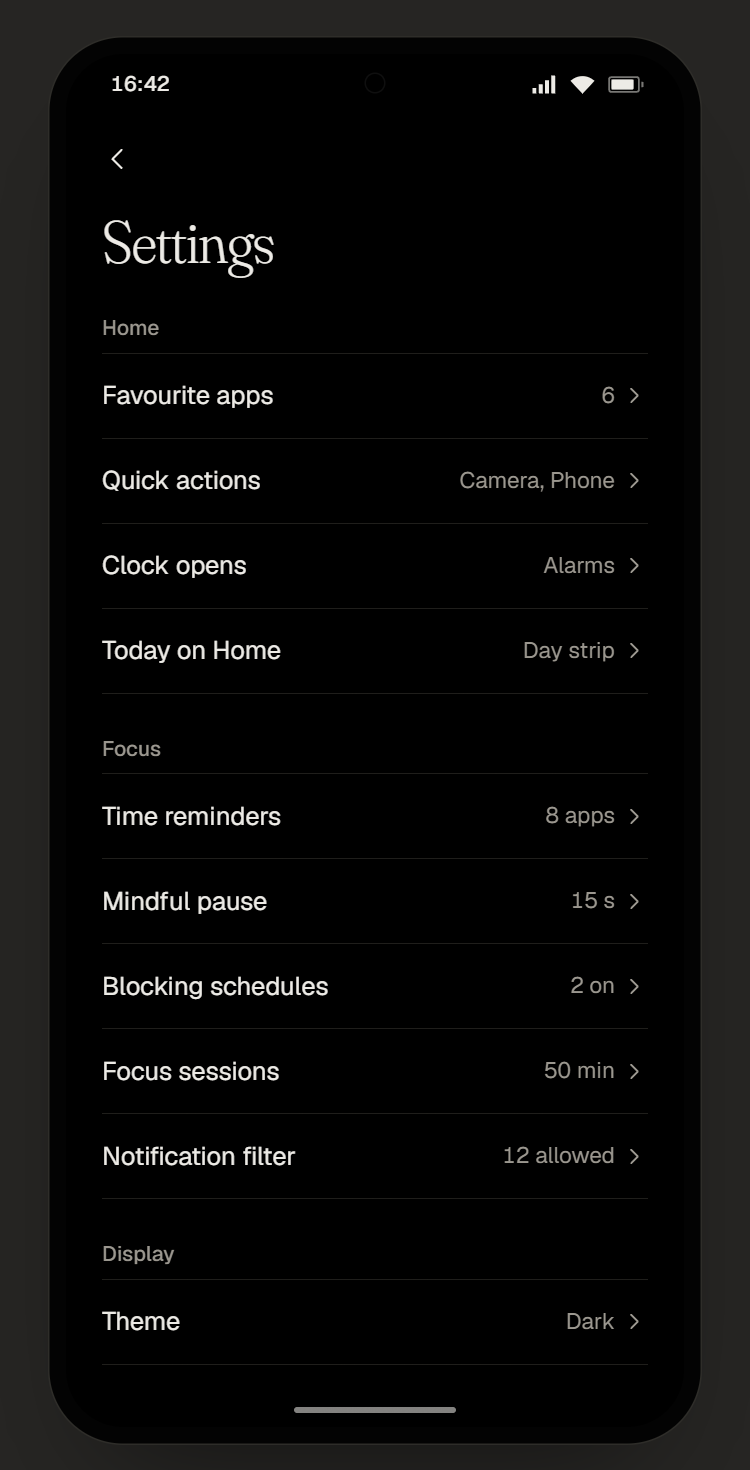 16:42
Settings
Home
Favourite apps 6
Quick actions Camera, Phone
Clock opens Alarms
Today on Home Day strip
Focus
Time reminders 8 apps
Mindful pause 15 s
Blocking schedules 2 on
Focus sessions 50 min
Notification filter 12 allowed
Display
Theme Dark